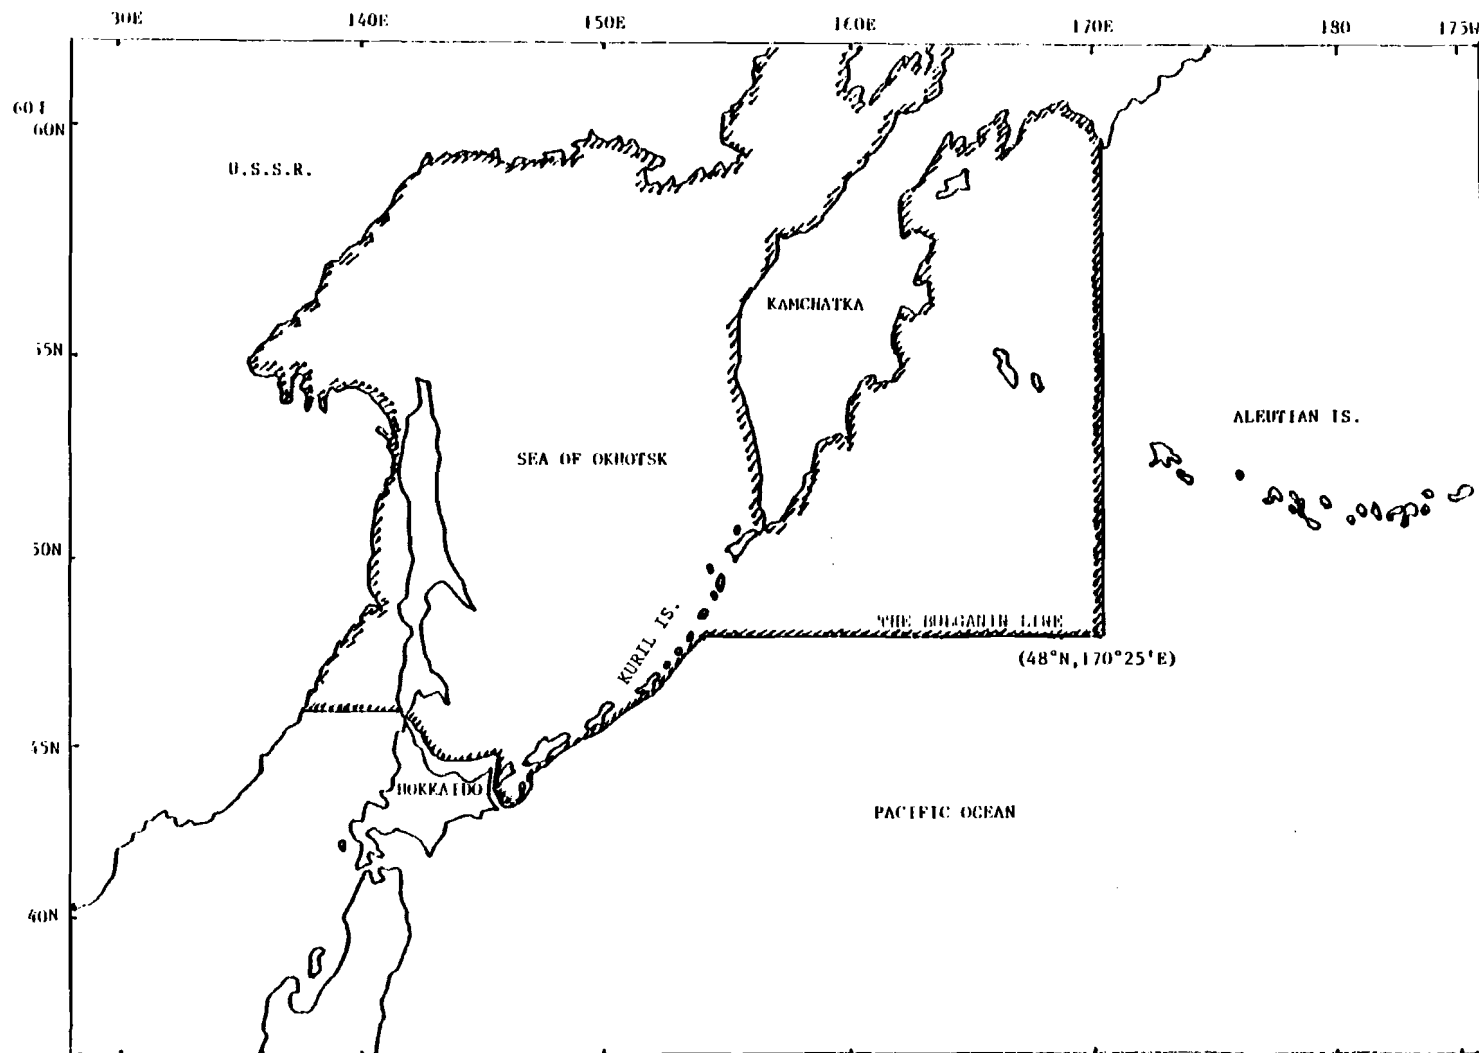 30E 140E 150E 160E 170E 180 175W
60N
U.S.S.R.
KAMCHATKA
55N
ALEUTIAN IS.
SEA OF OKHOTSK
50N
KURIL IS.
THE BULGANIN LINE
(48°N,170°25'E)
45N
HOKKAIDO
PACIFIC OCEAN
40N